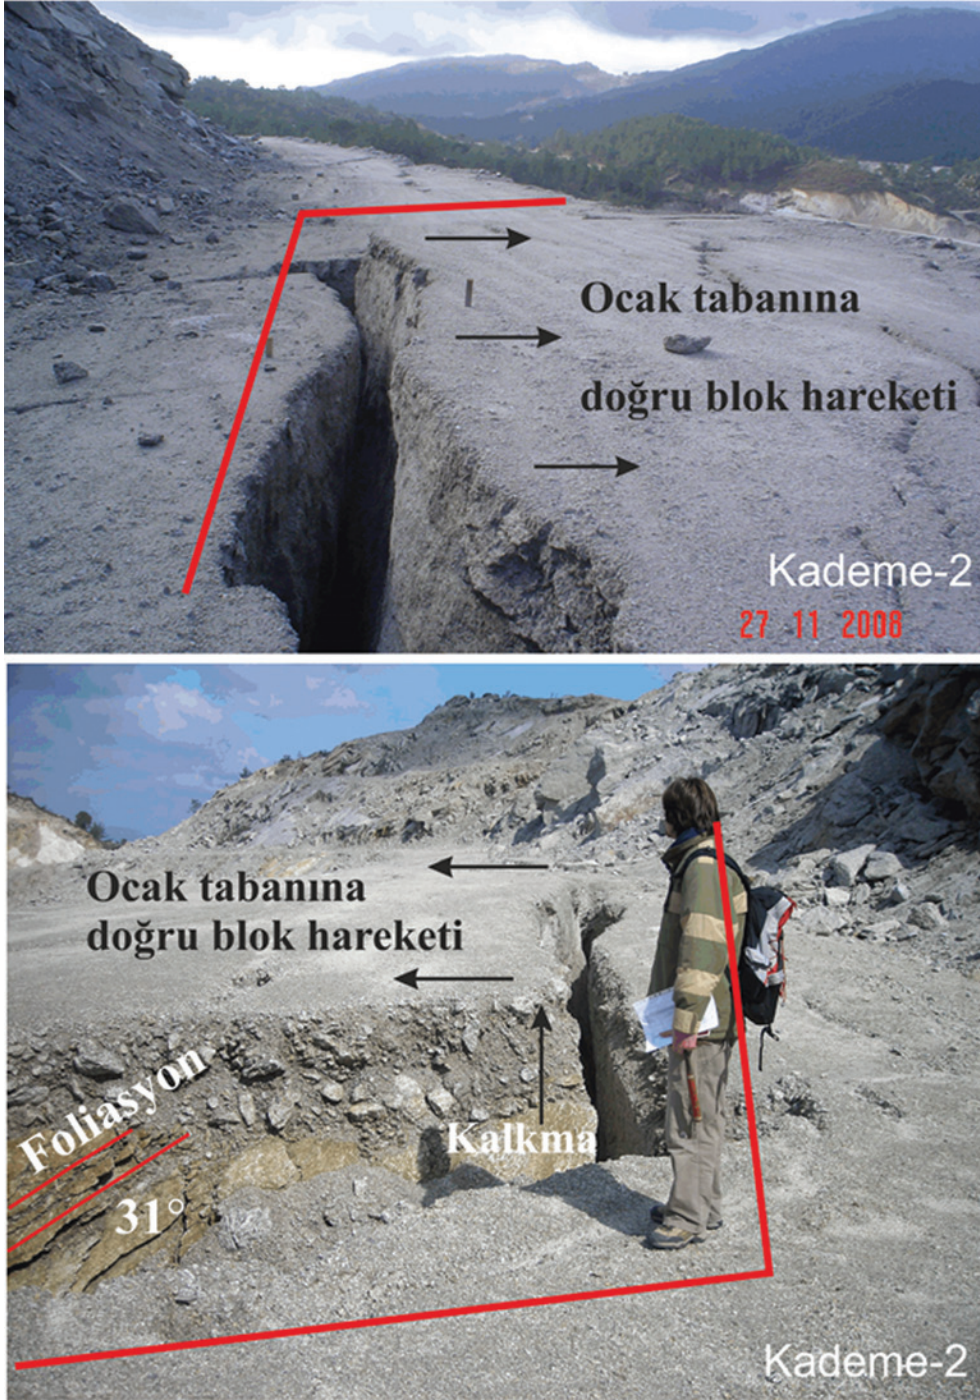 Ocak tabanına
doğru blok hareketi
Kademe-2
27 11 2008
Ocak tabanına
doğru blok hareketi
Foliasyon
Kalkma
31°
Kademe-2